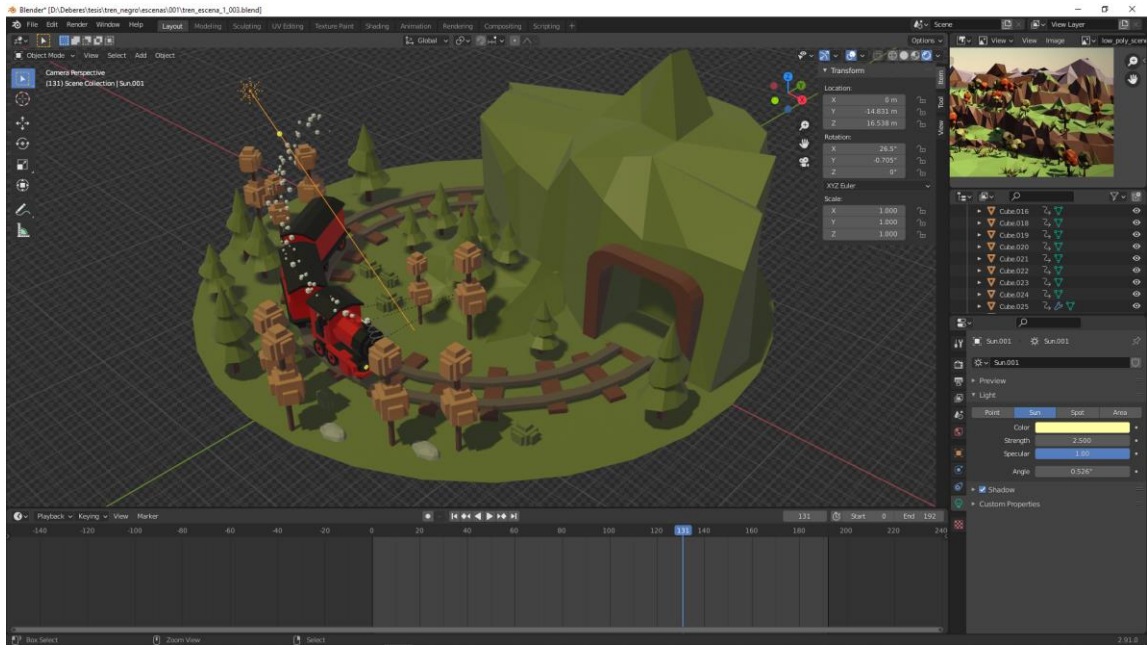 Blender* [D:\Deberes\tesis\tren_negro\escenas\001\tren_escena_1_003.blend]
File Edit Render Window Help Layout Modeling Sculpting UV Editing Texture Paint Shading Animation Rendering Compositing Scripting + Scene View Layer
Global Options View View Image low_poly_scene
Object Mode View Select Add Object
Camera Perspective
(131) Scene Collection | Sun.001
Transform
Location:
X 0 m
Y -14.831 m
Z 16.538 m
Rotation:
X 26.5°
Y -0.705°
Z 0°
XYZ Euler
Scale:
X 1.000
Y 1.000
Z 1.000
Item
Tool
View
X
Y
Z
Cube.016
Cube.018
Cube.019
Cube.020
Cube.021
Cube.022
Cube.023
Cube.024
Cube.025
Sun.001 Sun.001
Sun.001
Preview
Light
Point Sun Spot Area
Color
Strength 2.500
Specular 1.00
Angle 0.526°
Shadow
Custom Properties
Playback Keying View Marker 131 Start 0 End 192
-140 -120 -100 -80 -60 -40 -20 0 20 40 60 80 100 120 131 140 160 180 200 220 240
Box Select Zoom View Select 2.91.0